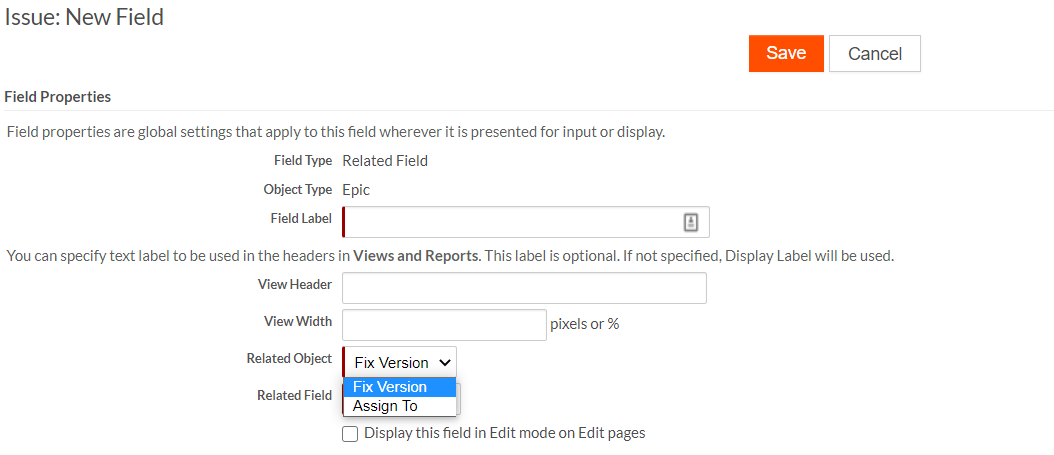 Issue: New Field
Save Cancel
Field Properties
Field properties are global settings that apply to this field wherever it is presented for input or display.
Field Type Related Field
Object Type Epic
Field Label
You can specify text label to be used in the headers in Views and Reports. This label is optional. If not specified, Display Label will be used.
View Header
View Width pixels or %
Related Object Fix Version
Fix Version
Related Field
Assign To
Display this field in Edit mode on Edit pages